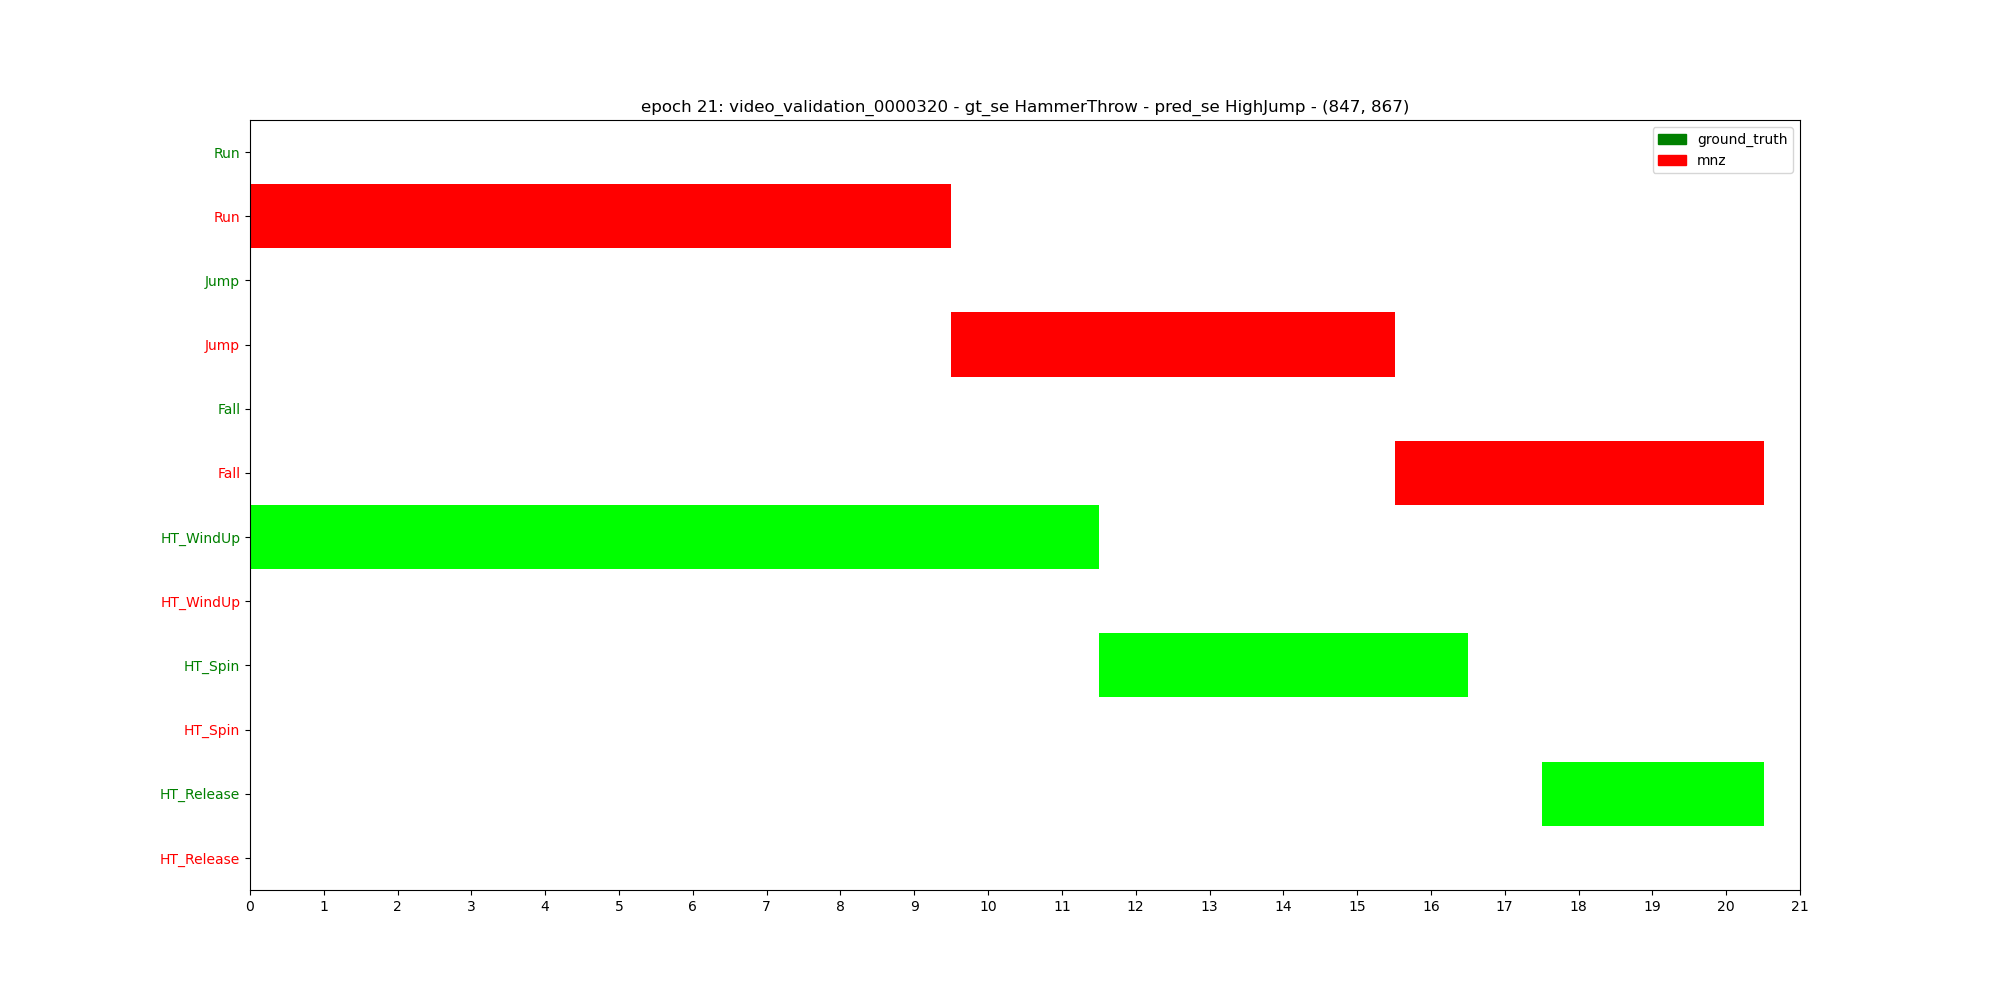 epoch 21: video_validation_0000320 - gt_se HammerThrow - pred_se HighJump - (847, 867)
ground_truth
mnz
Run
Run
Jump
Jump
Fall
Fall
HT_WindUp
HT_WindUp
HT_Spin
HT_Spin
HT_Release
HT_Release
0 1 2 3 4 5 6 7 8 9 10 11 12 13 14 15 16 17 18 19 20 21